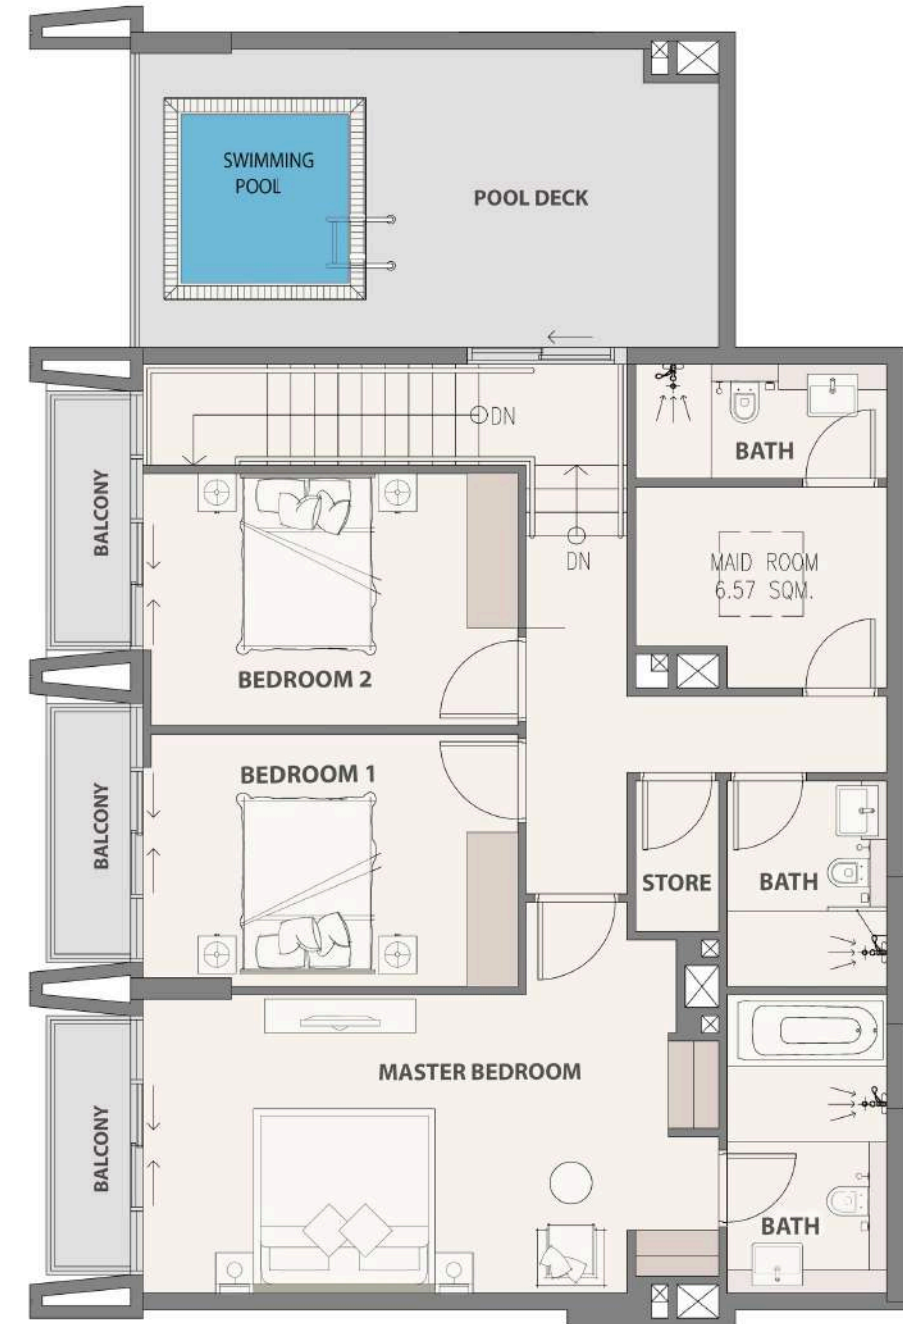 SWIMMING
POOL
POOL DECK
DN
BATH
BALCONY
DN
MAID ROOM
6.57 SQM.
BEDROOM 2
BEDROOM 1
BALCONY
STORE
BATH
MASTER BEDROOM
BALCONY
BATH